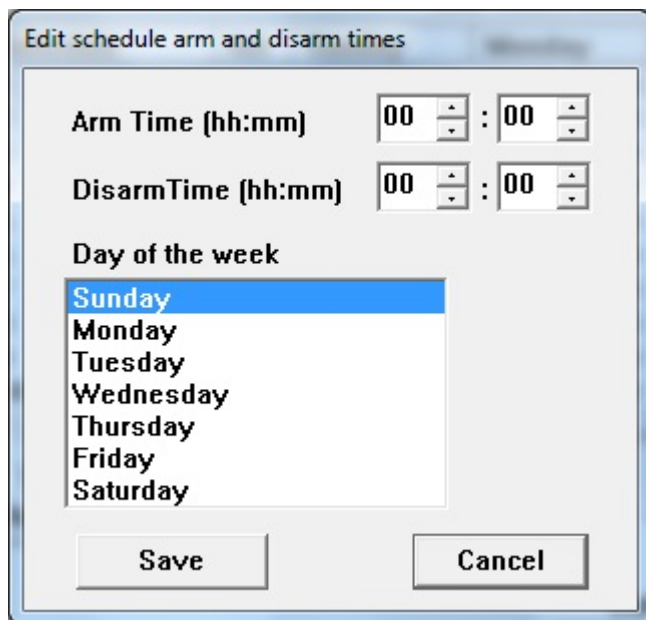 Edit schedule arm and disarm times
Monday
Arm Time (hh:mm) 00 : 00
DisarmTime (hh:mm) 00 : 00
Day of the week
Sunday
Monday
Tuesday
Wednesday
Thursday
Friday
Saturday
Save Cancel